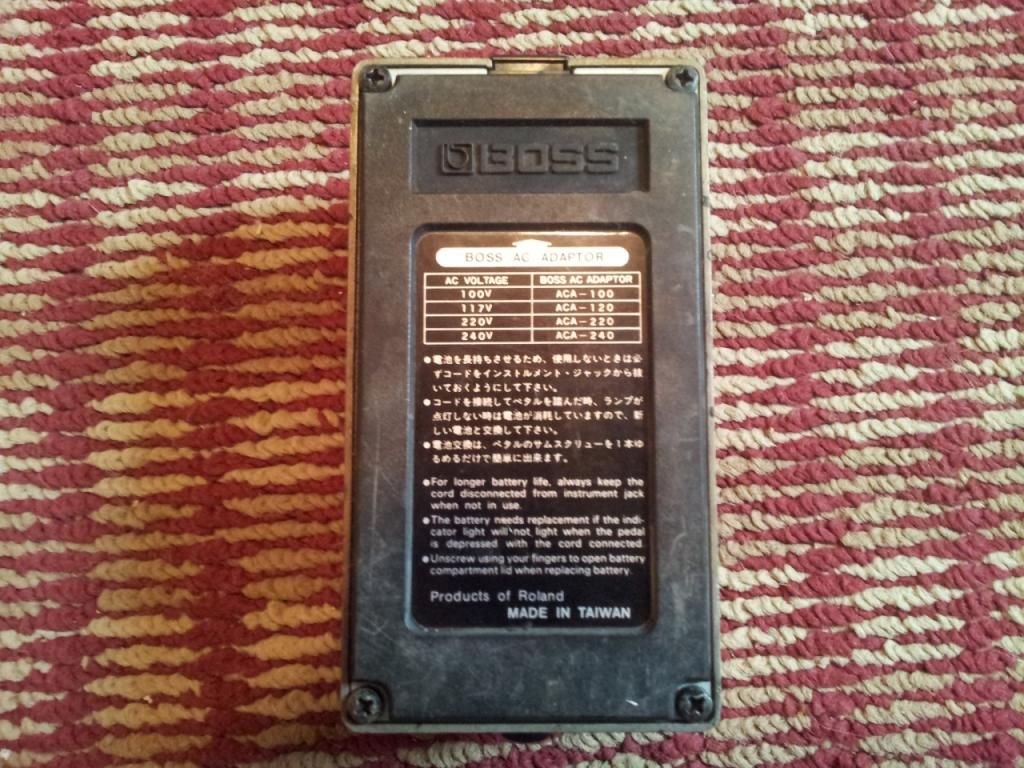 BOSS
BOSS AC ADAPTOR
AC VOLTAGE BOSS AC ADAPTOR
100V ACA-100
117V ACA-120
220V ACA-220
240V ACA-240
●電池を長持ちさせるため、使用しないときは必
ずコードをインストルメント・ジャックから抜
いておくようにして下さい。
●コードを接続してペダルを踏んだ時、ランプが
点灯しない時は電池が消耗していますので、新
しい電池と交換して下さい。
●電池交換は、ペダルのサムスクリューを1本ゆ
るめるだけで簡単に出来ます。
●For longer battery life, always keep the
cord disconnected from instrument jack
when not in use.
●The battery needs replacement if the indi-
cator light will not light when the pedal
is depressed with the cord connected.
●Unscrew using your fingers to open battery
compartment lid when replacing battery.
Products of Roland
MADE IN TAIWAN